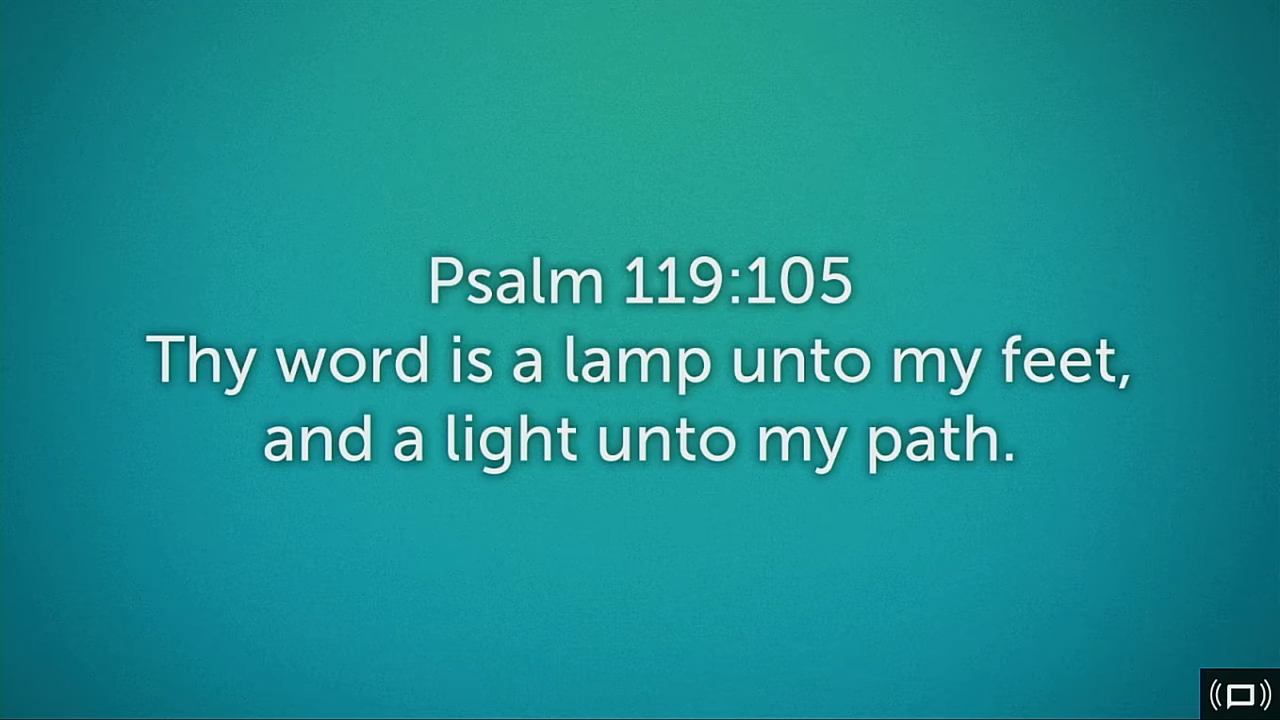 Psalm 119:105
Thy word is a lamp unto my feet,
and a light unto my path.